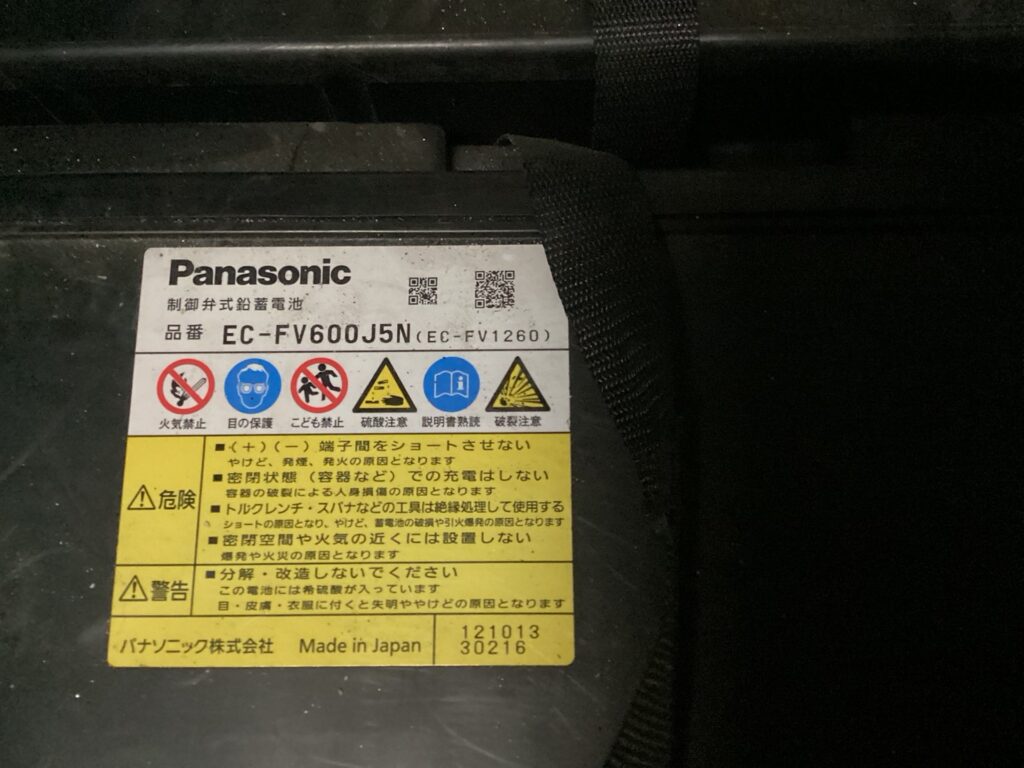 Panasonic
制御弁式鉛蓄電池
品番 EC-FV600J5N(EC-FV1260)
火気禁止 目の保護 こども禁止 硫酸注意 説明書熟読 破裂注意
危険
■(+)(-)端子間をショートさせない
やけど、発煙、発火の原因となります
■密閉状態(容器など)での充電はしない
容器の破裂による人身損傷の原因となります
■トルクレンチ・スパナなどの工具は絶縁処理して使用する
ショートの原因となり、やけど、蓄電池の破損や引火爆発の原因となります
■密閉空間や火気の近くには設置しない
爆発や火災の原因となります
警告
■分解・改造しないでください
この電池には希硫酸が入っています
目・皮膚・衣服に付くと失明ややけどの原因となります
パナソニック株式会社 Made in Japan
121013
30216